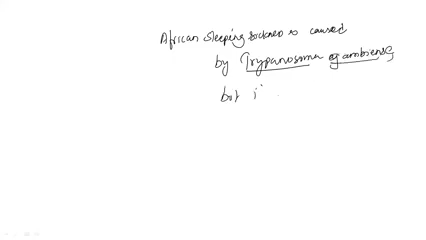 African sleeping sickness is caused
by Trypanosoma gambiense,
but i